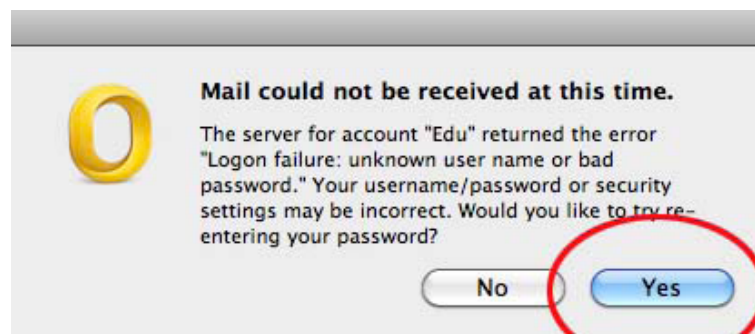 Mail could not be received at this time.
The server for account "Edu" returned the error
"Logon failure: unknown user name or bad
password." Your username/password or security
settings may be incorrect. Would you like to try re-
entering your password?
No Yes